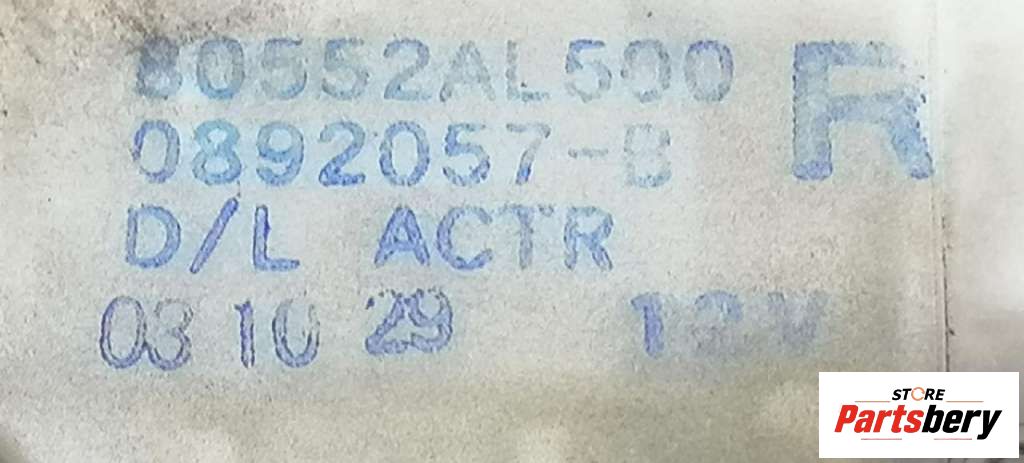 80552AL500 R
0892057-B
D/L ACTR
03 10 29 12V
STORE
Partsbery